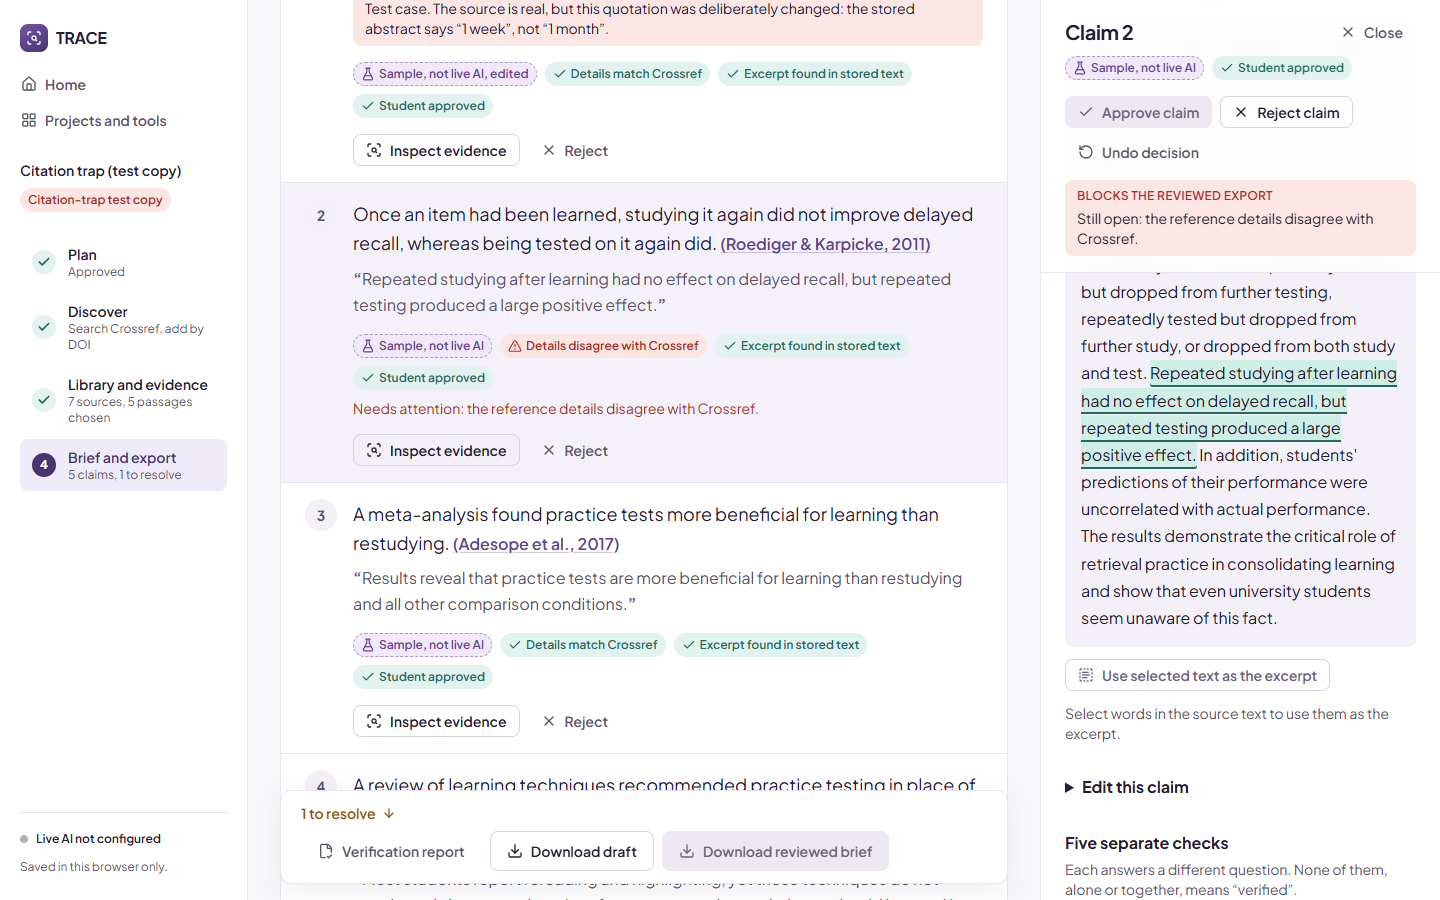 TRACE
Home
Projects and tools
Citation trap (test copy)
Citation-trap test copy
Plan
Approved
Discover
Search Crossref, add by
DOI
Library and evidence
7 sources, 5 passages
chosen
4
Brief and export
5 claims, 1 to resolve
Live AI not configured
Saved in this browser only.
Test case. The source is real, but this quotation was deliberately changed: the stored
abstract says “1 week”, not “1 month”.
Sample, not live AI, edited
Details match Crossref
Excerpt found in stored text
Student approved
Inspect evidence
Reject
2
Once an item had been learned, studying it again did not improve delayed
recall, whereas being tested on it again did. (Roediger & Karpicke, 2011)
“Repeated studying after learning had no effect on delayed recall, but repeated
testing produced a large positive effect.”
Sample, not live AI
Details disagree with Crossref
Excerpt found in stored text
Student approved
Needs attention: the reference details disagree with Crossref.
Inspect evidence
Reject
3
A meta-analysis found practice tests more beneficial for learning than
restudying. (Adesope et al., 2017)
“Results reveal that practice tests are more beneficial for learning than restudying
and all other comparison conditions.”
Sample, not live AI
Details match Crossref
Excerpt found in stored text
Student approved
Inspect evidence
Reject
4
A review of learning techniques recommended practice testing in place of
1 to resolve
Verification report
Download draft
Download reviewed brief
Claim 2
Close
Sample, not live AI
Student approved
Approve claim
Reject claim
Undo decision
BLOCKS THE REVIEWED EXPORT
Still open: the reference details disagree with
Crossref.
but dropped from further testing,
repeatedly tested but dropped from
further study, or dropped from both study
and test. Repeated studying after learning
had no effect on delayed recall, but
repeated testing produced a large
positive effect. In addition, students'
predictions of their performance were
uncorrelated with actual performance.
The results demonstrate the critical role of
retrieval practice in consolidating learning
and show that even university students
seem unaware of this fact.
Use selected text as the excerpt
Select words in the source text to use them as the
excerpt.
Edit this claim
Five separate checks
Each answers a different question. None of them,
alone or together, means “verified”.